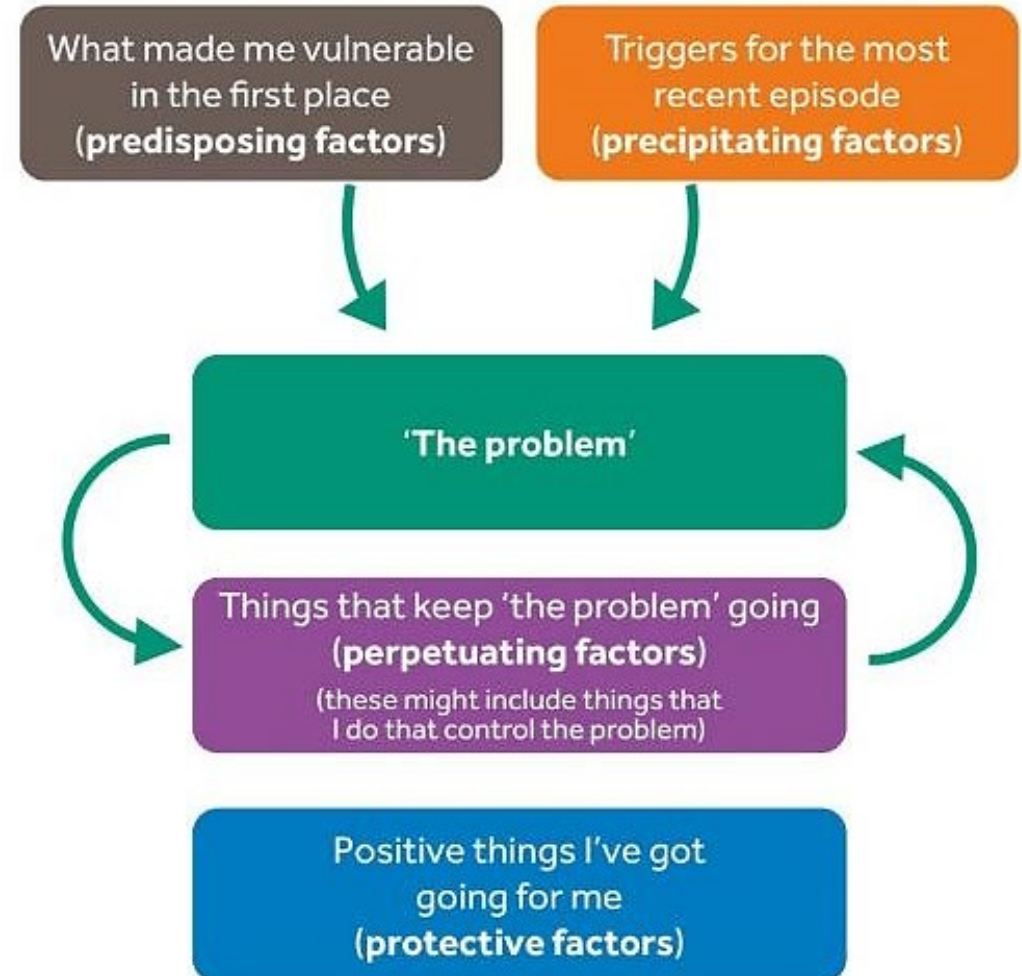 What made me vulnerable
in the first place
(predisposing factors)
Triggers for the most
recent episode
(precipitating factors)
‘The problem’
Things that keep ‘the problem’ going
(perpetuating factors)
(these might include things that
I do that control the problem)
Positive things I’ve got
going for me
(protective factors)